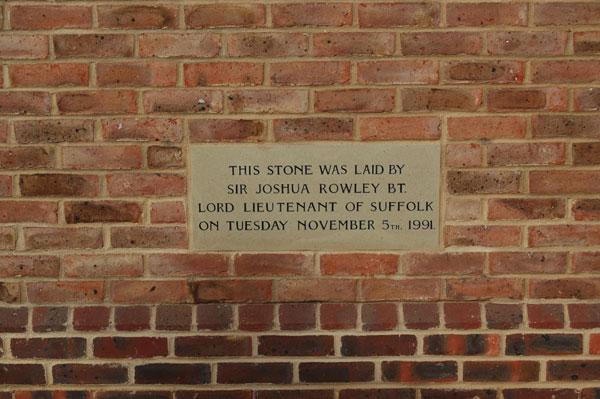 THIS STONE WAS LAID BY
SIR JOSHUA ROWLEY BT.
LORD LIEUTENANT OF SUFFOLK
ON TUESDAY NOVEMBER 5TH. 1991.